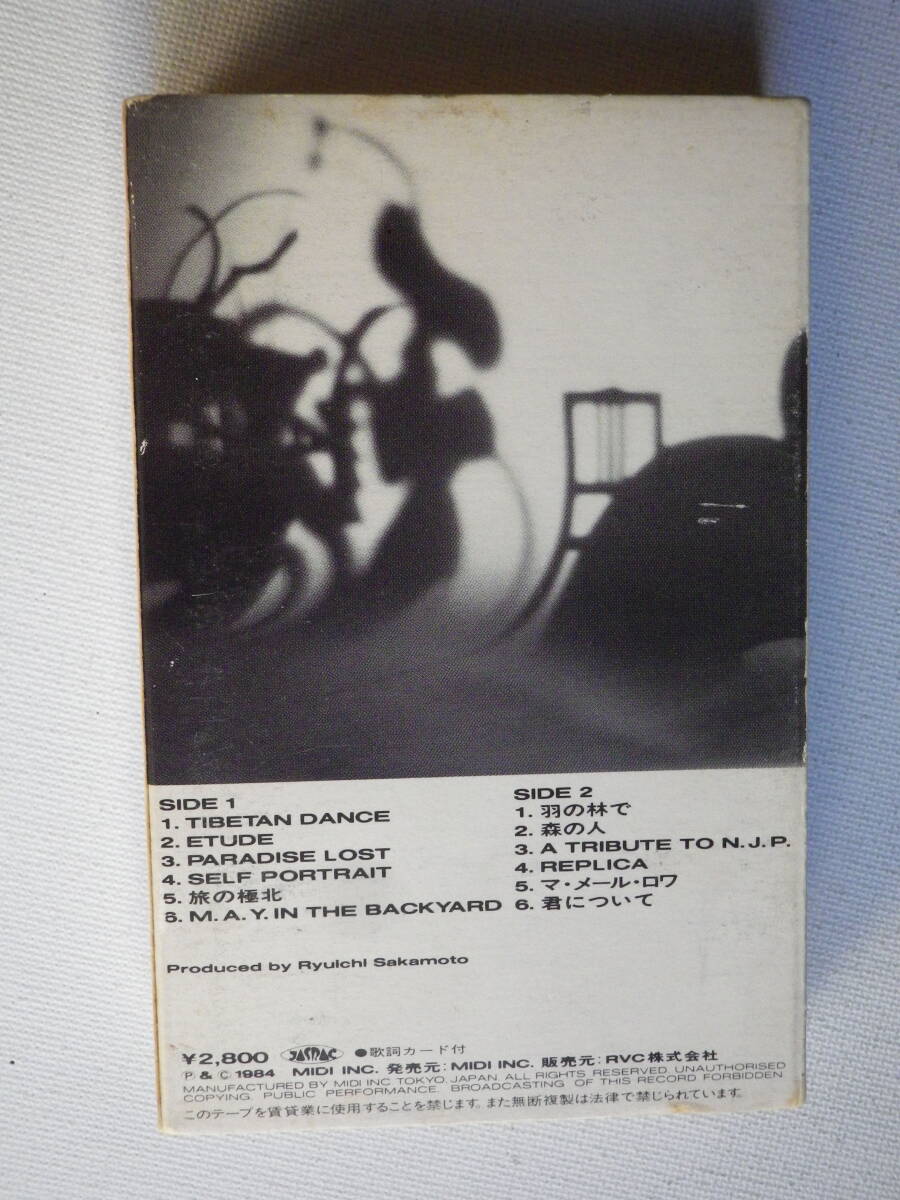 SIDE 1
1. TIBETAN DANCE
2. ETUDE
3. PARADISE LOST
4. SELF PORTRAIT
5. 旅の極北
6. M.A.Y. IN THE BACKYARD
SIDE 2
1. 羽の林で
2. 森の人
3. A TRIBUTE TO N.J.P.
4. REPLICA
5. マ・メール・ロワ
6. 君について
Produced by Ryuichi Sakamoto
¥2,800 JASRAC ●歌詞カード付
Ⓟ & Ⓒ 1984 MIDI INC. 発売元:MIDI INC. 販売元:RVC株式会社
MANUFACTURED BY MIDI INC TOKYO. JAPAN. ALL RIGHTS RESERVED. UNAUTHORISED
COPYING. PUBLIC PERFORMANCE. BROADCASTING OF THIS RECORD FORBIDDEN
このテープを賃貸業に使用することを禁じます。また無断複製は法律で禁じられています。